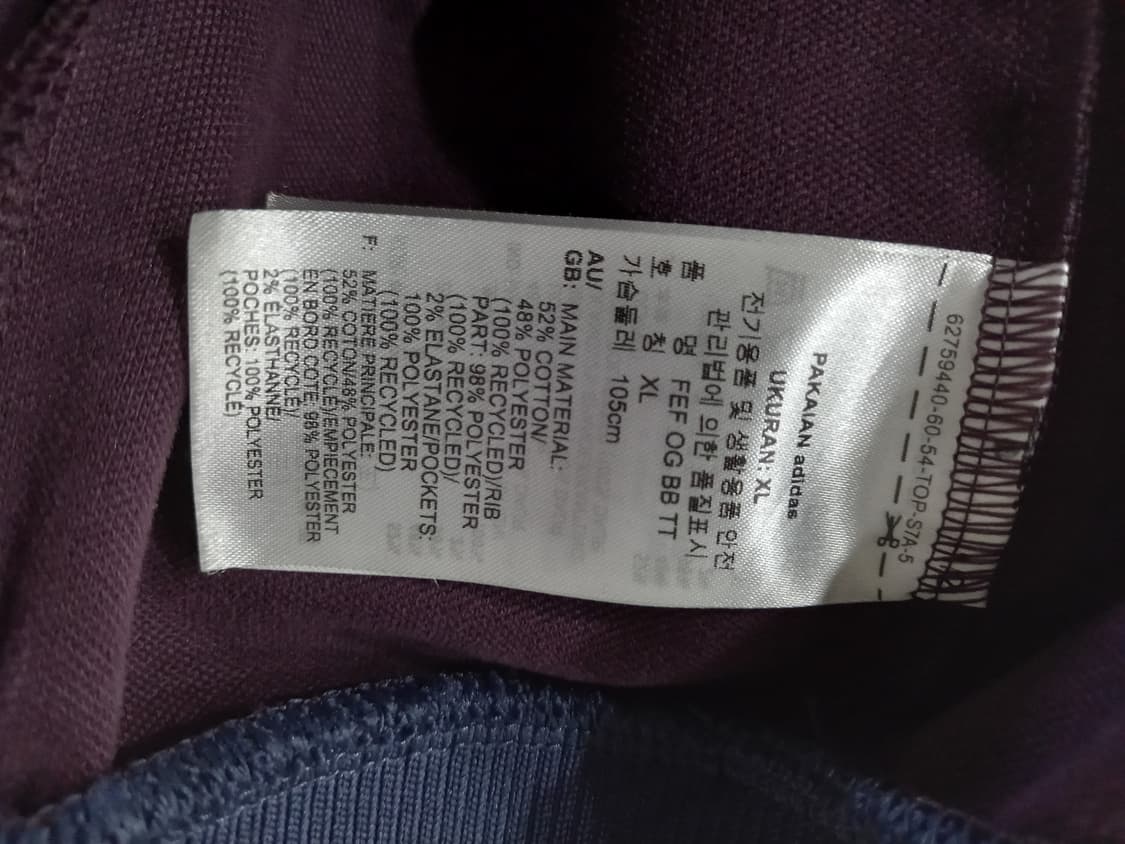 62759440-60-54-TOP-S7A-5
PAKAIAN adidas
UKURAN: XL
전기용품 및 생활용품 안전
관리법에 의한 품질표시
품 명 FEF OG BB TT
호 칭 XL
가슴둘레 105cm
AU/
GB: MAIN MATERIAL:
52% COTTON/
48% POLYESTER
(100% RECYCLED)/RIB
PART: 98% POLYESTER
(100% RECYCLED)/
2% ELASTANE/POCKETS:
100% POLYESTER
(100% RECYCLED)
F: MATIERE PRINCIPALE:
52% COTON/48% POLYESTER
(100% RECYCLE)/EMPIECEMENT
EN BORD COTE: 98% POLYESTER
(100% RECYCLE)/
2% ÉLASTHANNE/
POCHES: 100% POLYESTER
(100% RECYCLÉ)